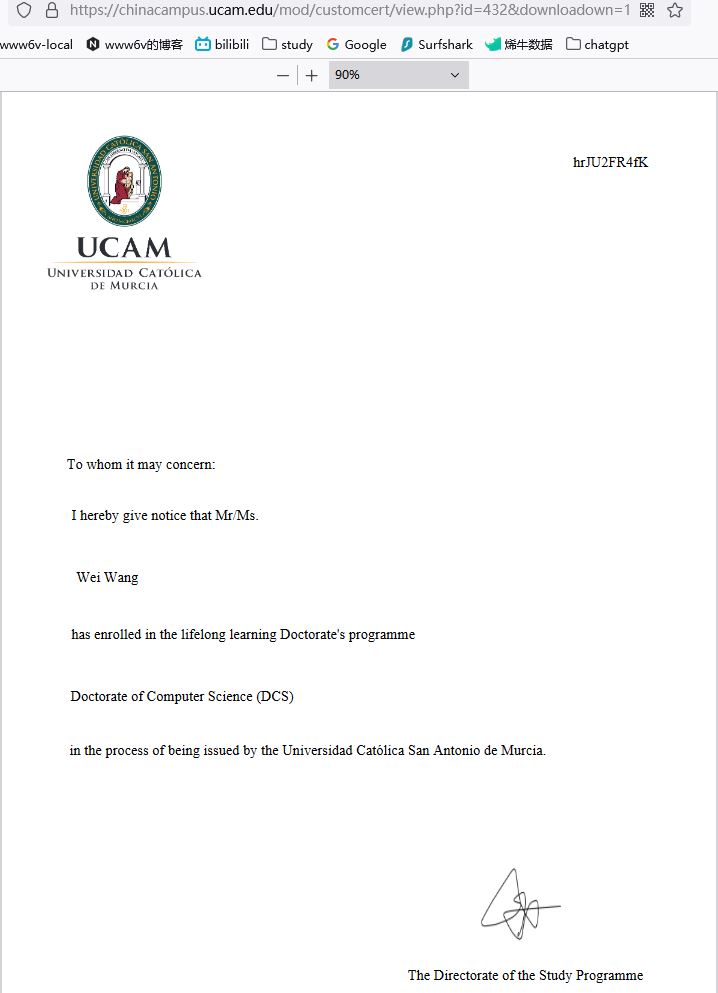 https://chinacampus.ucam.edu/mod/customcert/view.php?id=432&downloadown=1
www6v-local www6v的博客 bilibili study Google Surfshark 烯牛数据 chatgpt
90%
hrJU2FR4fK
UCAM
UNIVERSIDAD CATÓLICA
DE MURCIA
To whom it may concern:
I hereby give notice that Mr/Ms.
Wei Wang
has enrolled in the lifelong learning Doctorate's programme
Doctorate of Computer Science (DCS)
in the process of being issued by the Universidad Católica San Antonio de Murcia.
The Directorate of the Study Programme